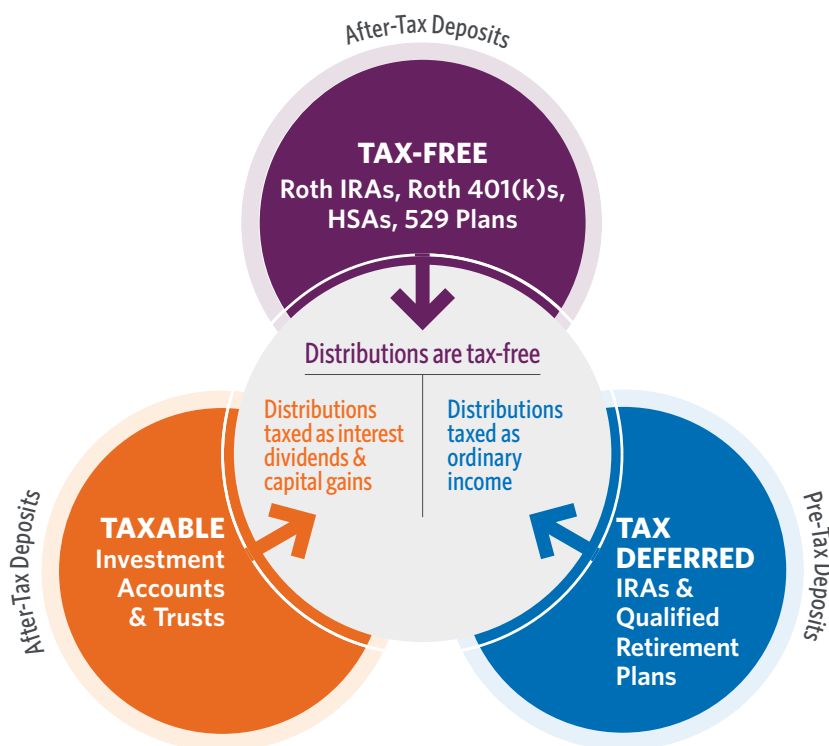 After-Tax Deposits
TAX-FREE
Roth IRAs, Roth 401(k)s,
HSAs, 529 Plans
Distributions are tax-free
Distributions
taxed as interest
dividends &
capital gains
Distributions
taxed as
ordinary
income
After-Tax Deposits
TAXABLE
Investment
Accounts
& Trusts
TAX
DEFERRED
IRAs &
Qualified
Retirement
Plans
Pre-Tax Deposits